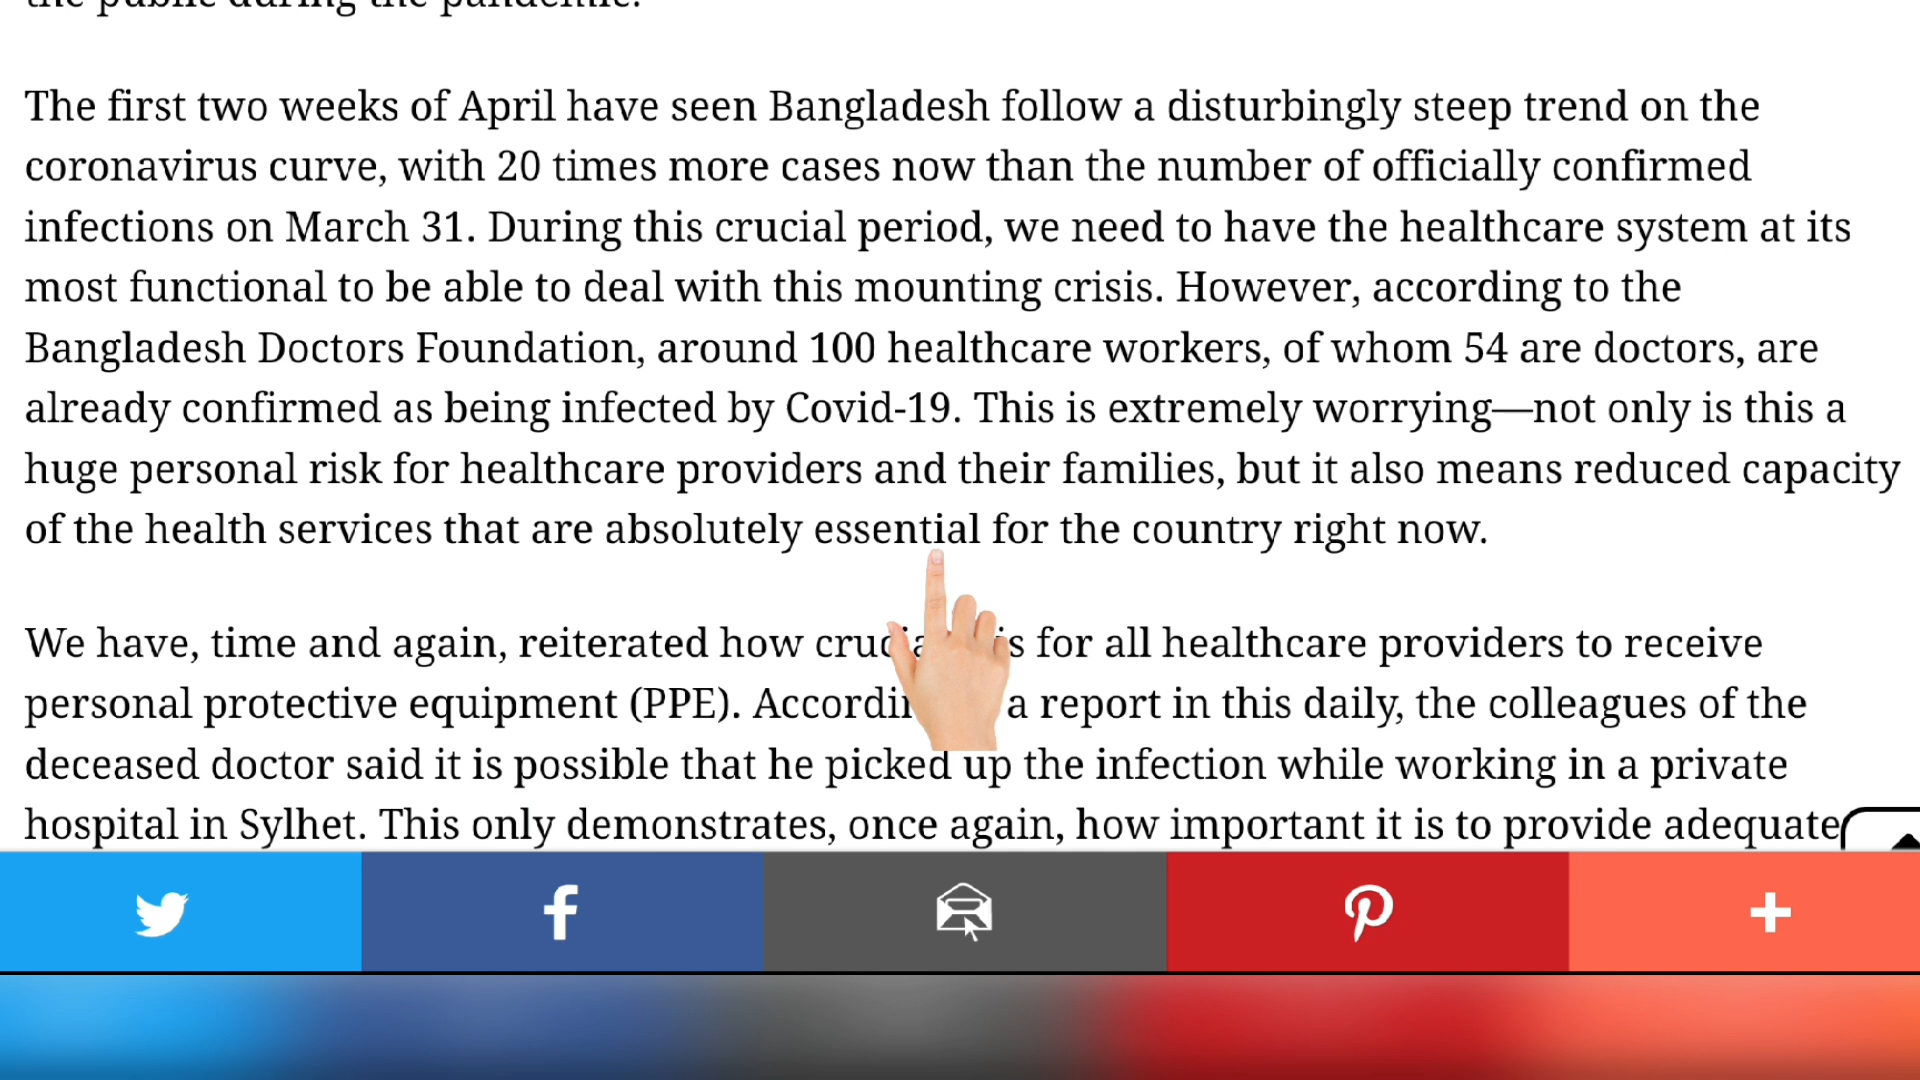 the public during the pandemic.
The first two weeks of April have seen Bangladesh follow a disturbingly steep trend on the
coronavirus curve, with 20 times more cases now than the number of officially confirmed
infections on March 31. During this crucial period, we need to have the healthcare system at its
most functional to be able to deal with this mounting crisis. However, according to the
Bangladesh Doctors Foundation, around 100 healthcare workers, of whom 54 are doctors, are
already confirmed as being infected by Covid-19. This is extremely worrying—not only is this a
huge personal risk for healthcare providers and their families, but it also means reduced capacity
of the health services that are absolutely essential for the country right now.
We have, time and again, reiterated how for all healthcare providers to receive
personal protective equipment (PPE). a report in this daily, the colleagues of the
deceased doctor said it is possible that he picked up the infection while working in a private
hospital in Sylhet. This only demonstrates, once again, how important it is to provide adequate